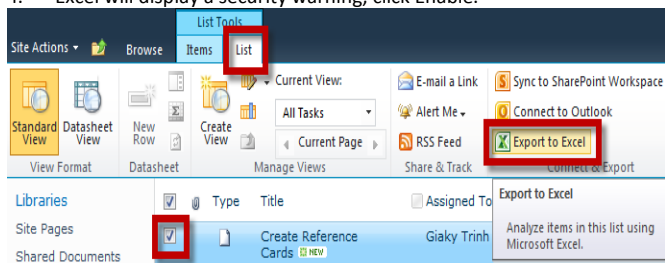 4. Excel will display a security warning, click Enable.
List Tools
Site Actions Browse Items List
Standard View
Datasheet View
New Row
Create View
Current View:
All Tasks
Current Page
E-mail a Link
Alert Me
RSS Feed
Sync to SharePoint Workspace
Connect to Outlook
Export to Excel
View Format Datasheet Manage Views Share & Track Connect & Export
Libraries
Site Pages
Shared Documents
Type Title Assigned To
Create Reference
Cards NEW
Giaky Trinh
Export to Excel
Analyze items in this list using
Microsoft Excel.